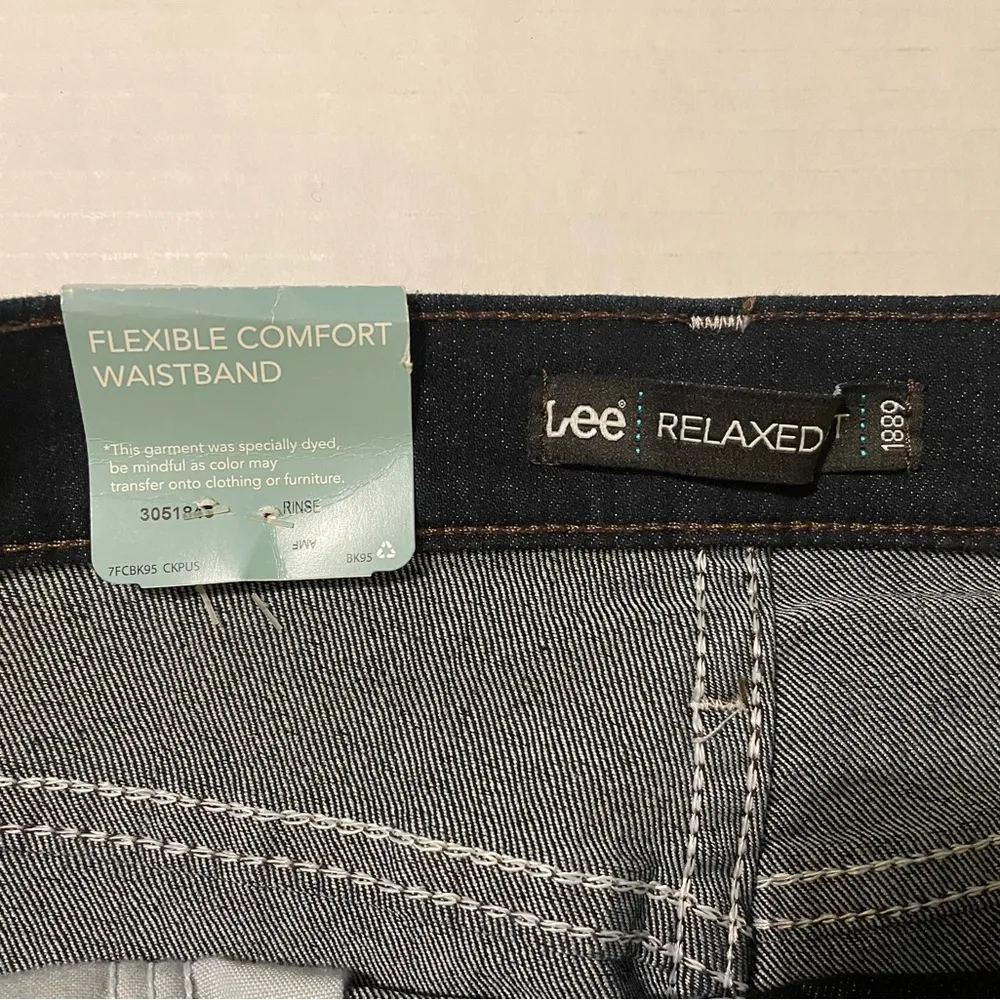 FLEXIBLE COMFORT
WAISTBAND
*This garment was specially dyed,
be mindful as color may
transfer onto clothing or furniture.
RINSE
AMF
7FCBK95 CKPUS
BK95
Lee® RELAXED
1889